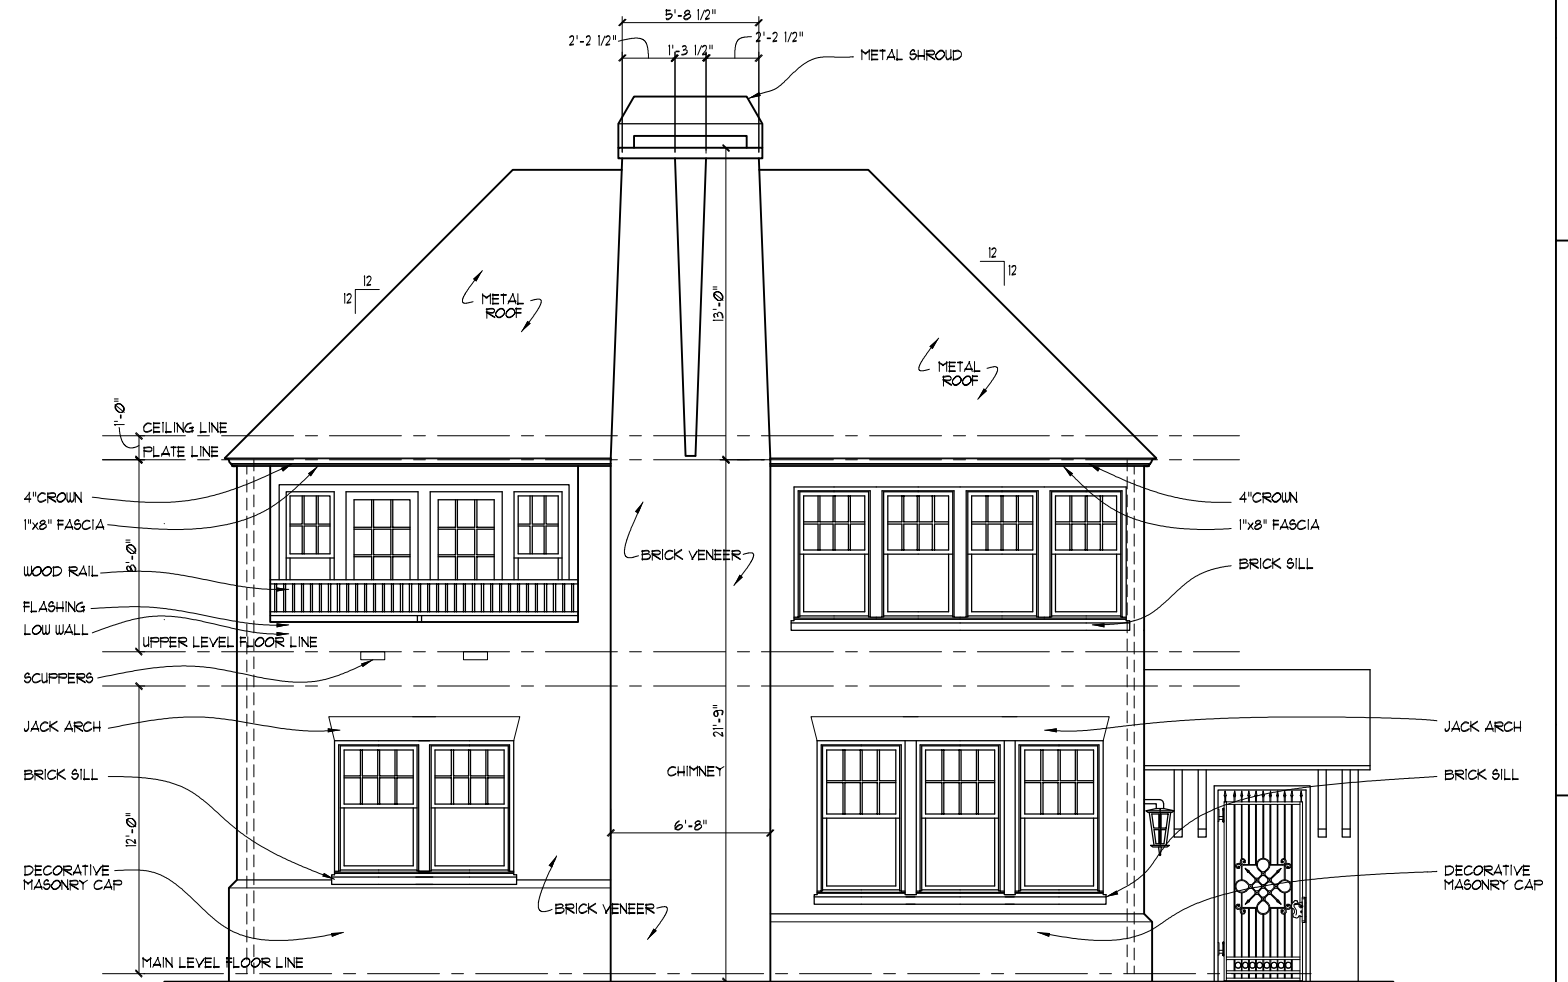 5'-8 1/2"
2'-2 1/2"
1'-3 1/2"
2'-2 1/2"
METAL SHROUD
12
12
12
12
METAL
ROOF
METAL
ROOF
13'-0"
1'-0"
CEILING LINE
PLATE LINE
4"CROWN
1"x8" FASCIA
8'-0"
WOOD RAIL
FLASHING
LOW WALL
UPPER LEVEL FLOOR LINE
SCUPPERS
JACK ARCH
BRICK SILL
12'-0"
DECORATIVE
MASONRY CAP
MAIN LEVEL FLOOR LINE
BRICK VENEER
21'-9"
CHIMNEY
6'-8"
BRICK VENEER
4"CROWN
1"x8" FASCIA
BRICK SILL
JACK ARCH
BRICK SILL
DECORATIVE
MASONRY CAP